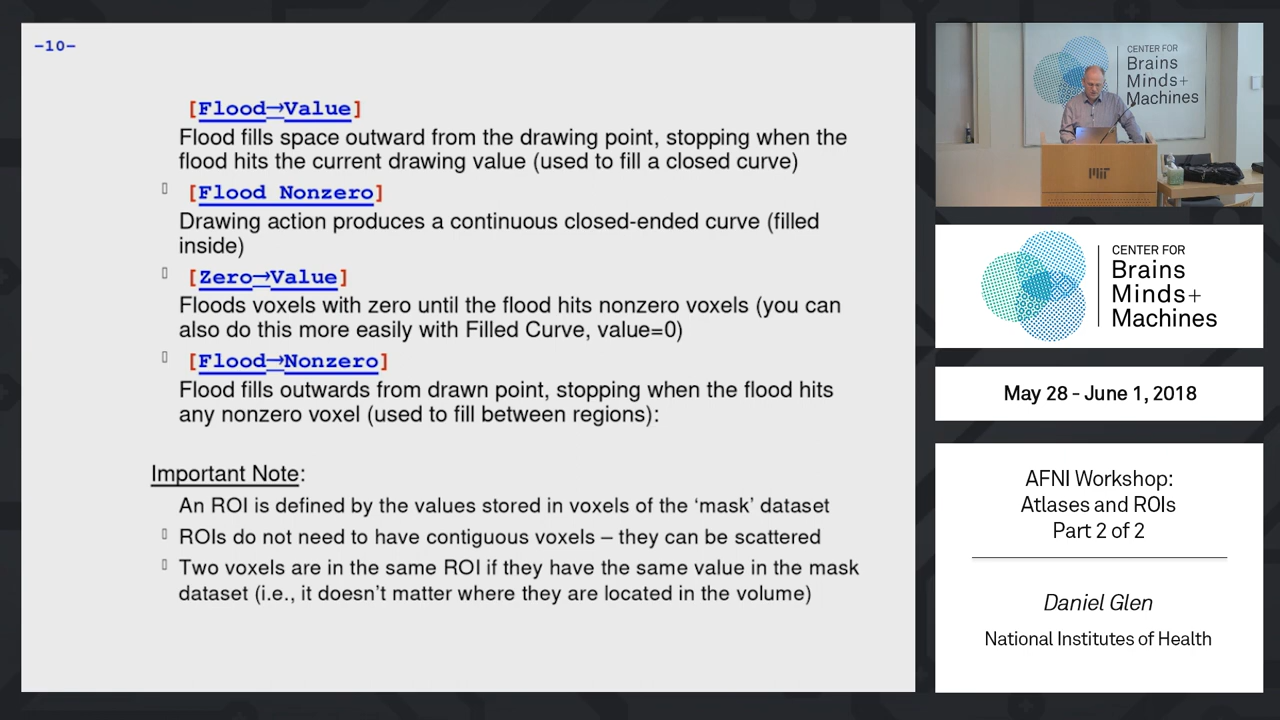 -10-
[Flood→Value]
Flood fills space outward from the drawing point, stopping when the
flood hits the current drawing value (used to fill a closed curve)
[Flood Nonzero]
Drawing action produces a continuous closed-ended curve (filled
inside)
[Zero→Value]
Floods voxels with zero until the flood hits nonzero voxels (you can
also do this more easily with Filled Curve, value=0)
[Flood→Nonzero]
Flood fills outwards from drawn point, stopping when the flood hits
any nonzero voxel (used to fill between regions):
Important Note:
An ROI is defined by the values stored in voxels of the ‘mask’ dataset
ROIs do not need to have contiguous voxels – they can be scattered
Two voxels are in the same ROI if they have the same value in the mask
dataset (i.e., it doesn’t matter where they are located in the volume)
CENTER FOR
Brains
Minds+
Machines
MIT
CENTER FOR
Brains
Minds+
Machines
May 28 - June 1, 2018
AFNI Workshop:
Atlases and ROIs
Part 2 of 2
Daniel Glen
National Institutes of Health